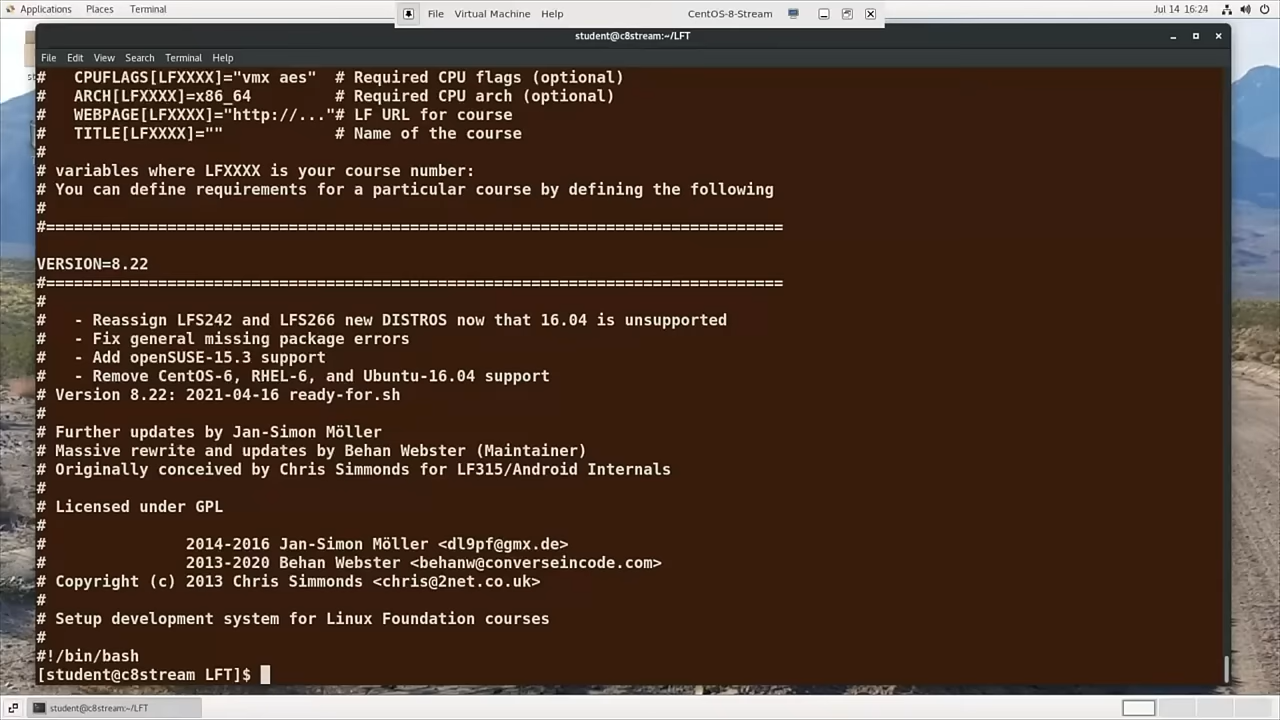 Applications Places Terminal
File Virtual Machine Help CentOS-8-Stream
Jul 14 16:24
student@c8stream:~/LFT
File Edit View Search Terminal Help
#   CPUFLAGS[LFXXXX]="vmx aes"  # Required CPU flags (optional)
#   ARCH[LFXXXX]=x86_64         # Required CPU arch (optional)
#   WEBPAGE[LFXXXX]="http://..."# LF URL for course
#   TITLE[LFXXXX]=""            # Name of the course
#
# variables where LFXXXX is your course number:
# You can define requirements for a particular course by defining the following
#
#===============================================================================
VERSION=8.22
#===============================================================================
#
#   - Reassign LFS242 and LFS266 new DISTROS now that 16.04 is unsupported
#   - Fix general missing package errors
#   - Add openSUSE-15.3 support
#   - Remove CentOS-6, RHEL-6, and Ubuntu-16.04 support
# Version 8.22: 2021-04-16 ready-for.sh
#
# Further updates by Jan-Simon Möller
# Massive rewrite and updates by Behan Webster (Maintainer)
# Originally conceived by Chris Simmonds for LF315/Android Internals
#
# Licensed under GPL
#
#               2014-2016 Jan-Simon Möller <dl9pf@gmx.de>
#               2013-2020 Behan Webster <behanw@converseincode.com>
# Copyright (c) 2013 Chris Simmonds <chris@2net.co.uk>
#
# Setup development system for Linux Foundation courses
#
#!/bin/bash
[student@c8stream LFT]$
student@c8stream:~/LFT